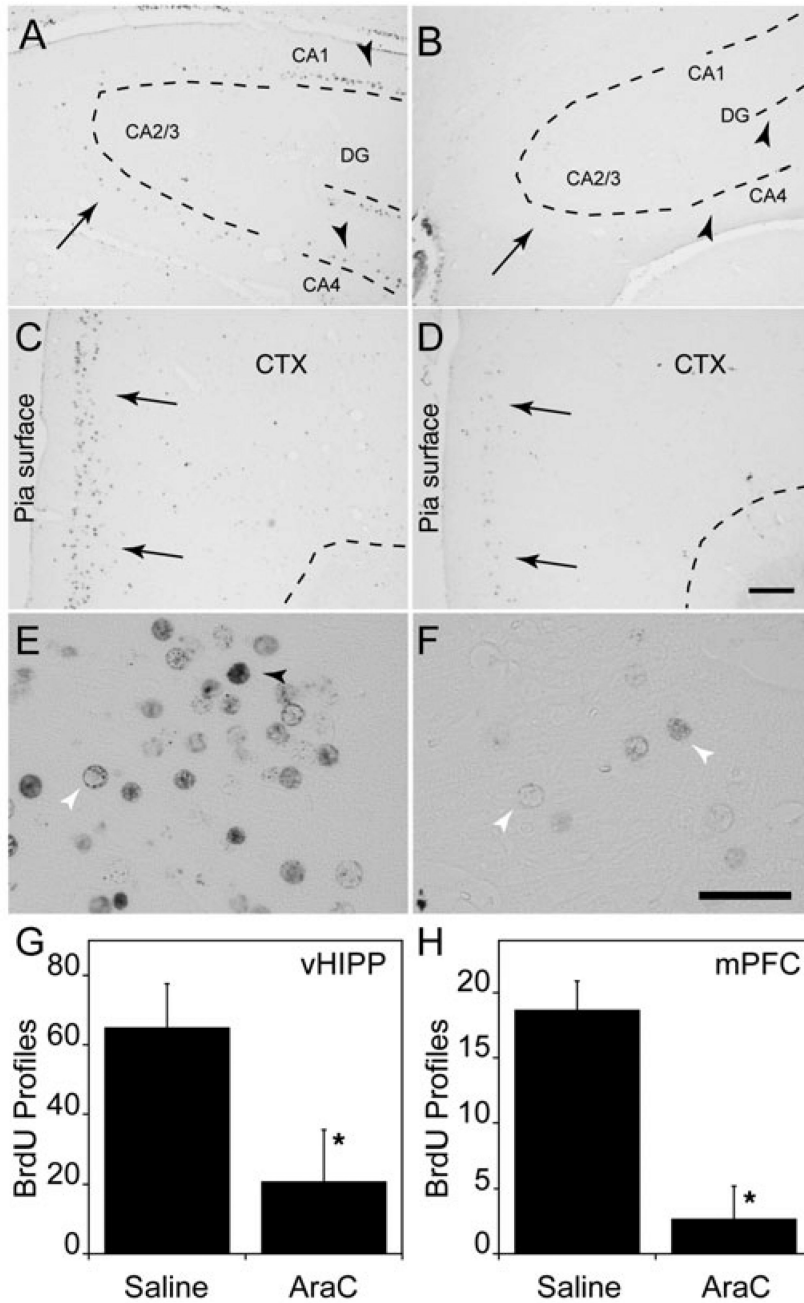 A
CA1
CA2/3
DG
CA4
B
CA1
DG
CA2/3
CA4
C
CTX
Pia surface
D
CTX
Pia surface
E
F
G
vHIPP
BrdU Profiles
80
60
40
20
0
*
Saline
AraC
H
mPFC
BrdU Profiles
20
15
10
5
0
*
Saline
AraC